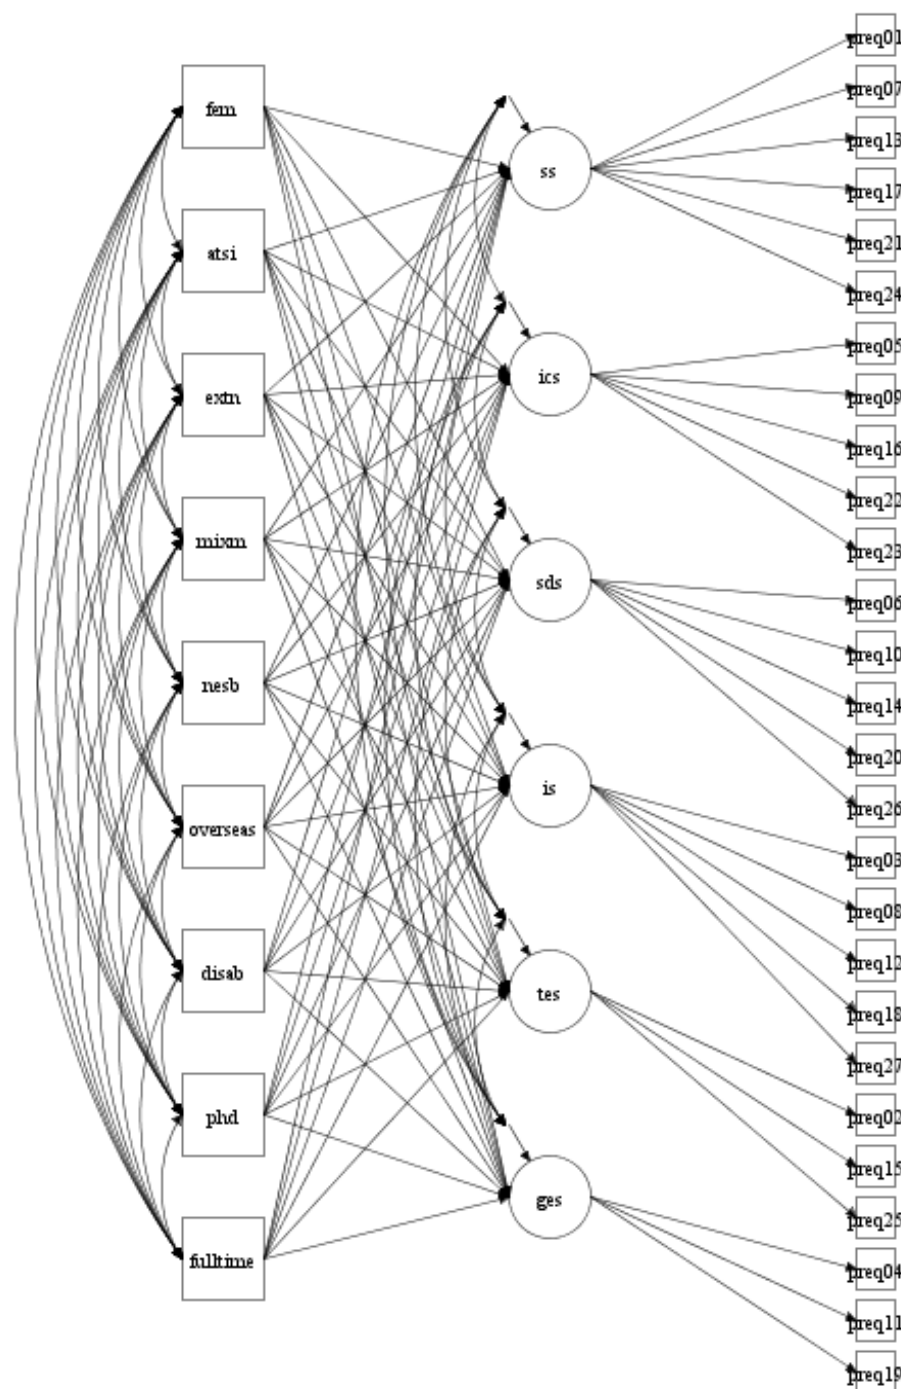 fem
atsi
extn
mixm
nesb
overseas
disab
phd
fulltime
ss
ics
sds
is
tes
ges
preq01
preq07
preq13
preq17
preq21
preq24
preq05
preq09
preq16
preq22
preq23
preq06
preq10
preq14
preq20
preq26
preq03
preq08
preq12
preq18
preq27
preq02
preq15
preq25
preq04
preq11
preq19